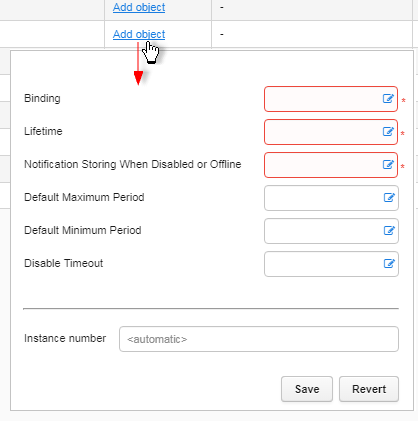 Add object -
Add object -
Binding *
Lifetime *
Notification Storing When Disabled or Offline *
Default Maximum Period
Default Minimum Period
Disable Timeout
Instance number <automatic>
Save Revert